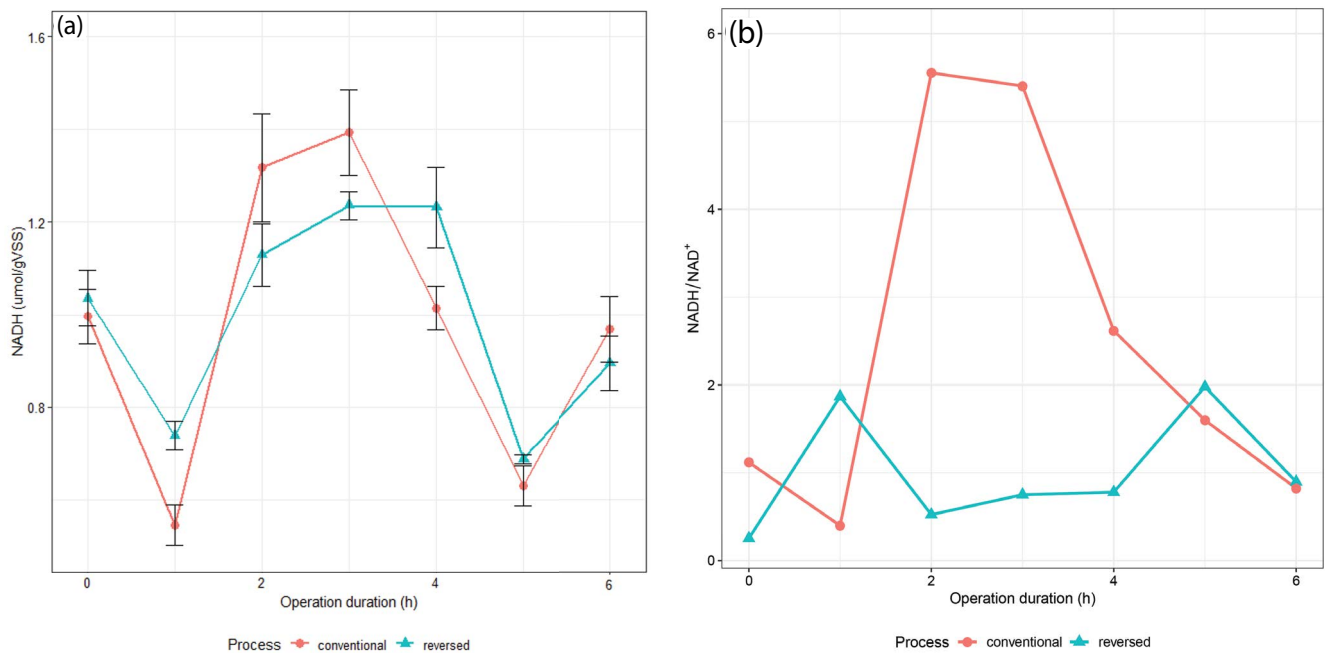 (a)
1.6
1.2
0.8
NADH (umol/gVSS)
0
2
4
6
Operation duration (h)
Process conventional reversed
(b)
6
4
2
0
NADH/NAD⁺
0
2
4
6
Operation duration (h)
Process conventional reversed